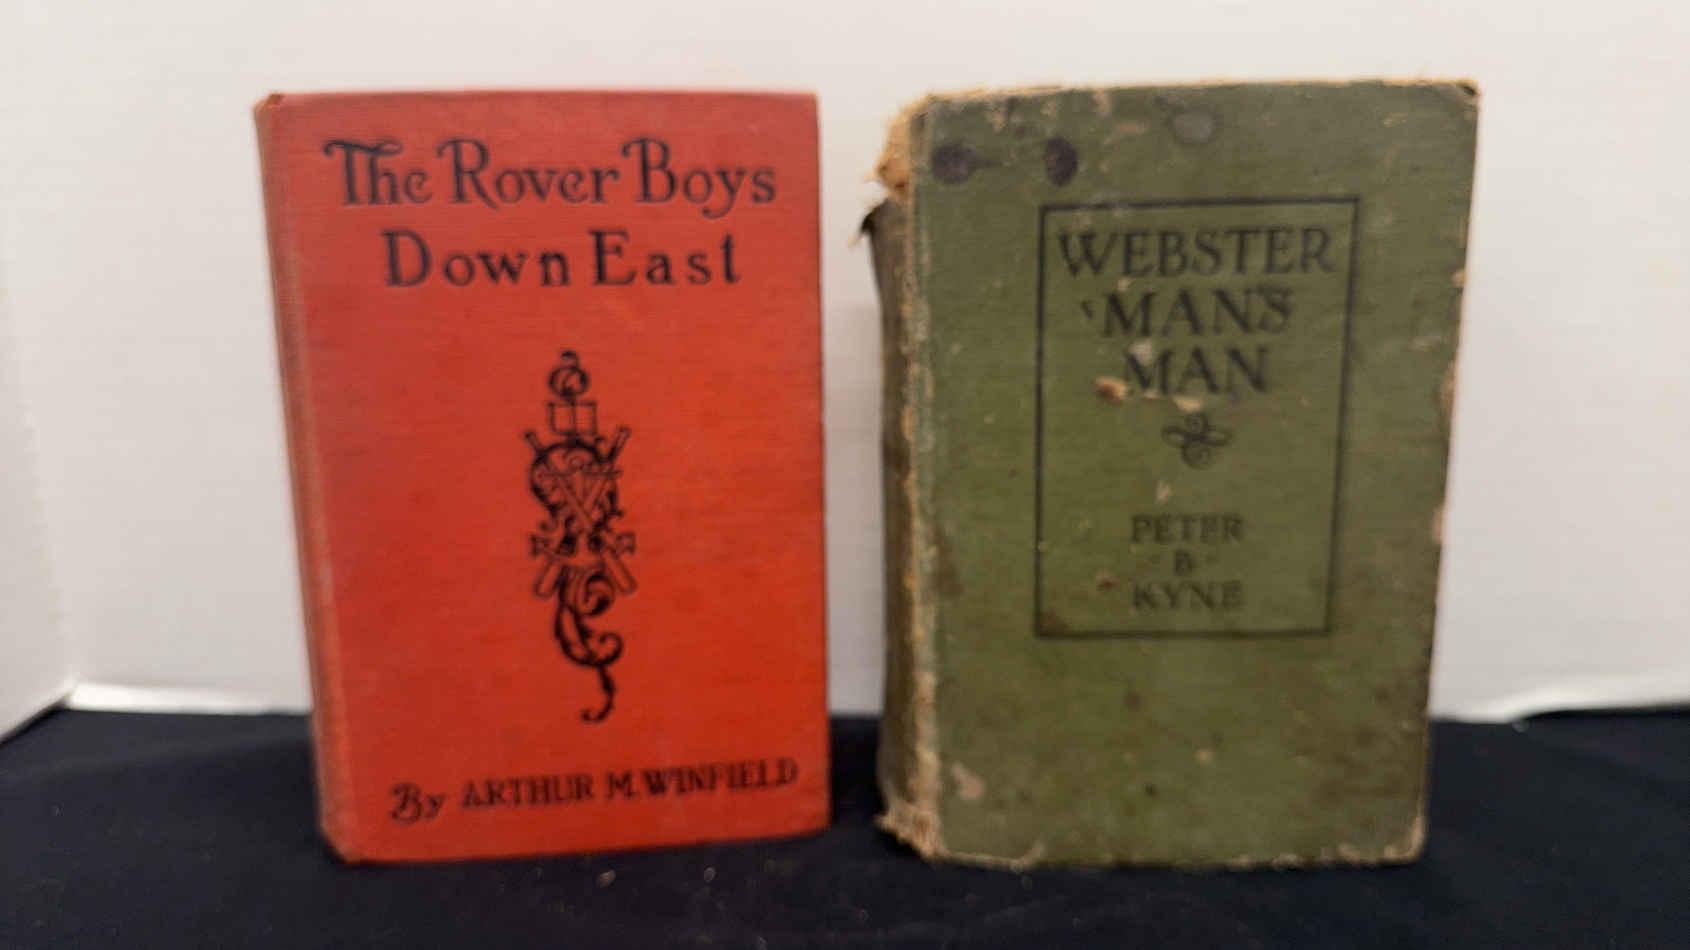 The Rover Boys
Down East
By ARTHUR M. WINFIELD
WEBSTER
MAN'S
MAN
PETER
B
KYNE